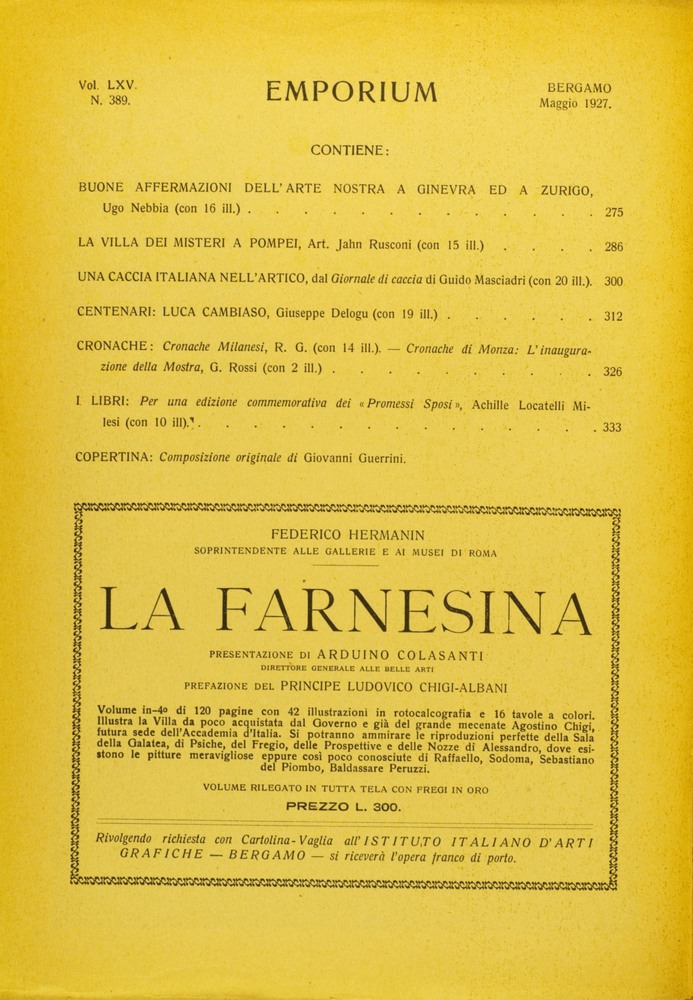 Vol. LXV.
N. 389.
EMPORIUM
BERGAMO
Maggio 1927.
CONTIENE:
BUONE AFFERMAZIONI DELL'ARTE NOSTRA A GINEVRA ED A ZURIGO,
Ugo Nebbia (con 16 ill.) . . . . . . . . . . . . . 275
LA VILLA DEI MISTERI A POMPEI, Art. Jahn Rusconi (con 15 ill.) . . . . 286
UNA CACCIA ITALIANA NELL'ARTICO, dal Giornale di caccia di Guido Masciadri (con 20 ill.). 300
CENTENARI: LUCA CAMBIASO, Giuseppe Delogu (con 19 ill.) . . . . . . 312
CRONACHE: Cronache Milanesi, R. G. (con 14 ill.). — Cronache di Monza: L'inaugura-
zione della Mostra, G. Rossi (con 2 ill.) . . . . . . . . . . 326
I LIBRI: Per una edizione commemorativa dei «Promessi Sposi», Achille Locatelli Mi-
lesi (con 10 ill). . . . . . . . . . . . . . . 333
COPERTINA: Composizione originale di Giovanni Guerrini.
FEDERICO HERMANIN
SOPRINTENDENTE ALLE GALLERIE E AI MUSEI DI ROMA
LA FARNESINA
PRESENTAZIONE DI ARDUINO COLASANTI
DIRETTORE GENERALE ALLE BELLE ARTI
PREFAZIONE DEL PRINCIPE LUDOVICO CHIGI-ALBANI
Volume in-4º di 120 pagine con 42 illustrazioni in rotocalcografia e 16 tavole a colori.
Illustra la Villa da poco acquistata dal Governo e già del grande mecenate Agostino Chigi,
futura sede dell'Accademia d'Italia. Si potranno ammirare le riproduzioni perfette della Sala
della Galatea, di Psiche, del Fregio, delle Prospettive e delle Nozze di Alessandro, dove esi-
stono le pitture meravigliose eppure così poco conosciute di Raffaello, Sodoma, Sebastiano
del Piombo, Baldassare Peruzzi.
VOLUME RILEGATO IN TUTTA TELA CON FREGI IN ORO
PREZZO L. 300.
Rivolgendo richiesta con Cartolina-Vaglia all'ISTITUTO ITALIANO D'ARTI
GRAFICHE — BERGAMO — si riceverà l'opera franco di porto.